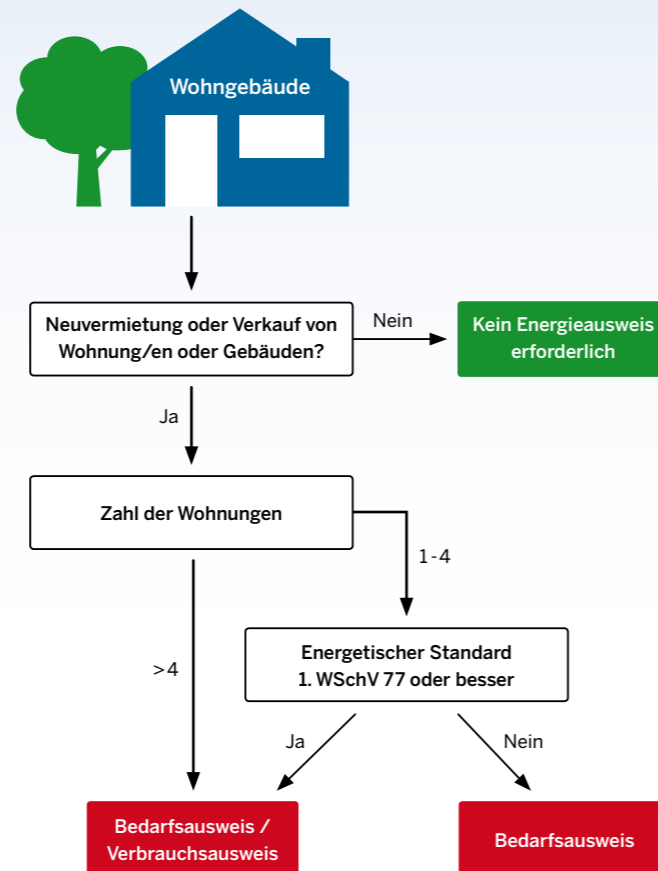 Wohngebäude
Neuvermietung oder Verkauf von
Wohnung/en oder Gebäuden?
Nein
Kein Energieausweis
erforderlich
Ja
Zahl der Wohnungen
1-4
>4
Energetischer Standard
1. WSchV 77 oder besser
Ja
Nein
Bedarfsausweis /
Verbrauchsausweis
Bedarfsausweis